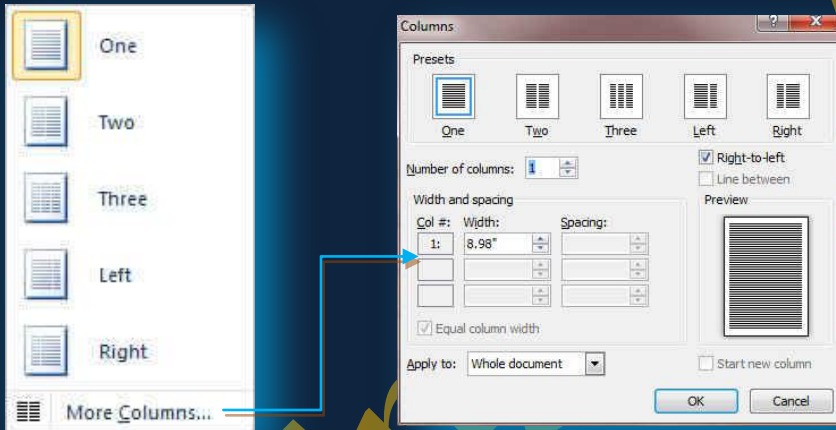 One
Two
Three
Left
Right
More Columns...
Columns
?
X
Presets
One Two Three Left Right
Number of columns: 1
Right-to-left
Line between
Width and spacing
Preview
Col #: Width: Spacing:
1: 8.98"
Equal column width
Apply to: Whole document
Start new column
OK Cancel